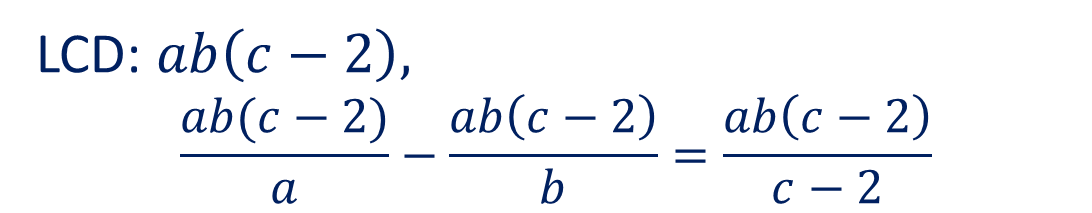 LCD: ab(c − 2),
ab(c − 2)/a − ab(c − 2)/b = ab(c − 2)/c − 2